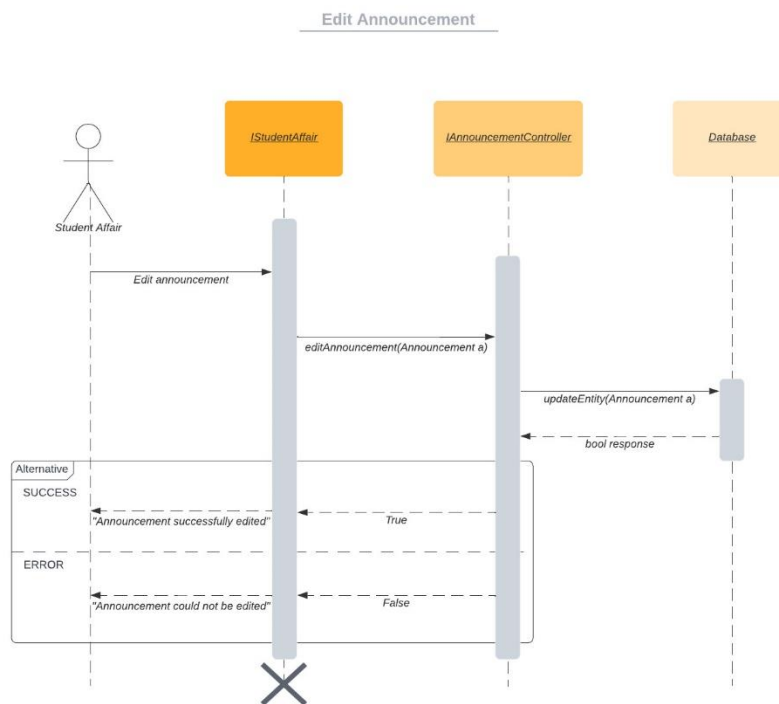 Edit Announcement
IStudentAffair
IAnnouncementController
Database
Student Affair
Edit announcement
editAnnouncement(Announcement a)
updateEntity(Announcement a)
bool response
Alternative
SUCCESS
"Announcement successfully edited"
True
ERROR
"Announcement could not be edited"
False